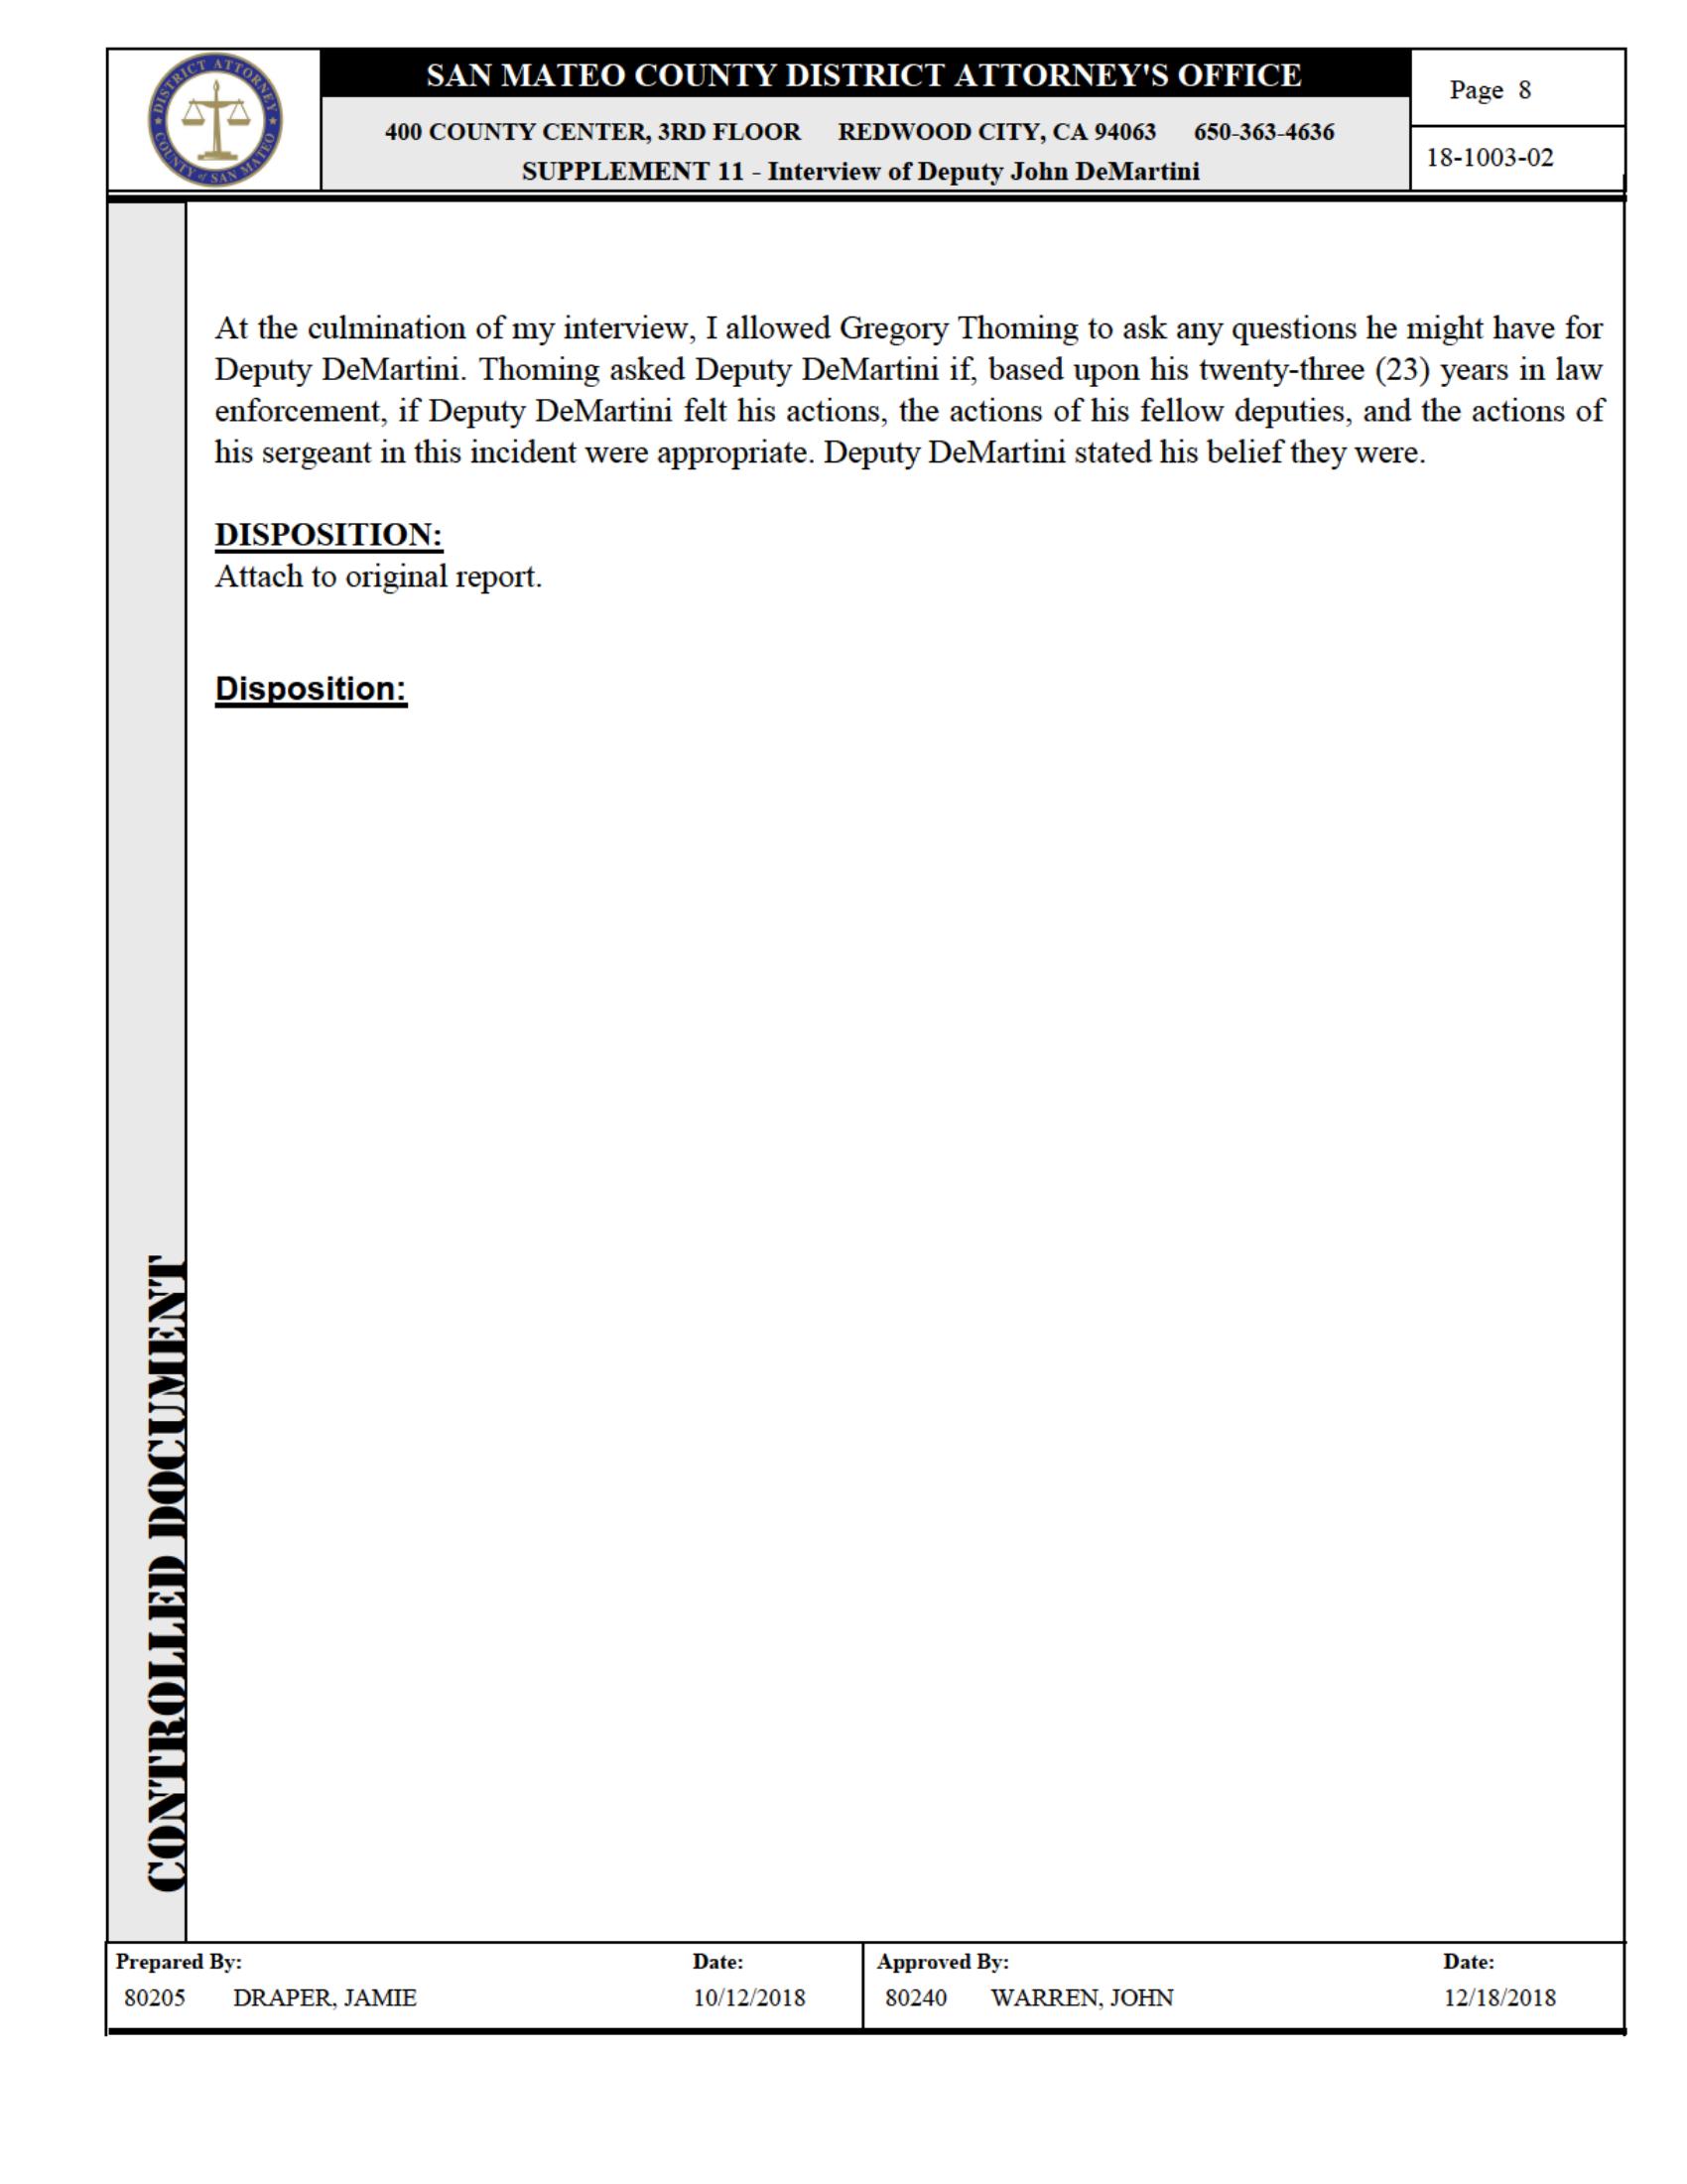 DISTRICT ATTORNEY
COUNTY of SAN MATEO
SAN MATEO COUNTY DISTRICT ATTORNEY'S OFFICE
400 COUNTY CENTER, 3RD FLOOR REDWOOD CITY, CA 94063 650-363-4636
SUPPLEMENT 11 - Interview of Deputy John DeMartini
Page 8
18-1003-02
At the culmination of my interview, I allowed Gregory Thoming to ask any questions he might have for
Deputy DeMartini. Thoming asked Deputy DeMartini if, based upon his twenty-three (23) years in law
enforcement, if Deputy DeMartini felt his actions, the actions of his fellow deputies, and the actions of
his sergeant in this incident were appropriate. Deputy DeMartini stated his belief they were.
DISPOSITION:
Attach to original report.
Disposition:
CONTROLLED DOCUMENT
Prepared By: Date: Approved By: Date:
80205 DRAPER, JAMIE 10/12/2018 80240 WARREN, JOHN 12/18/2018